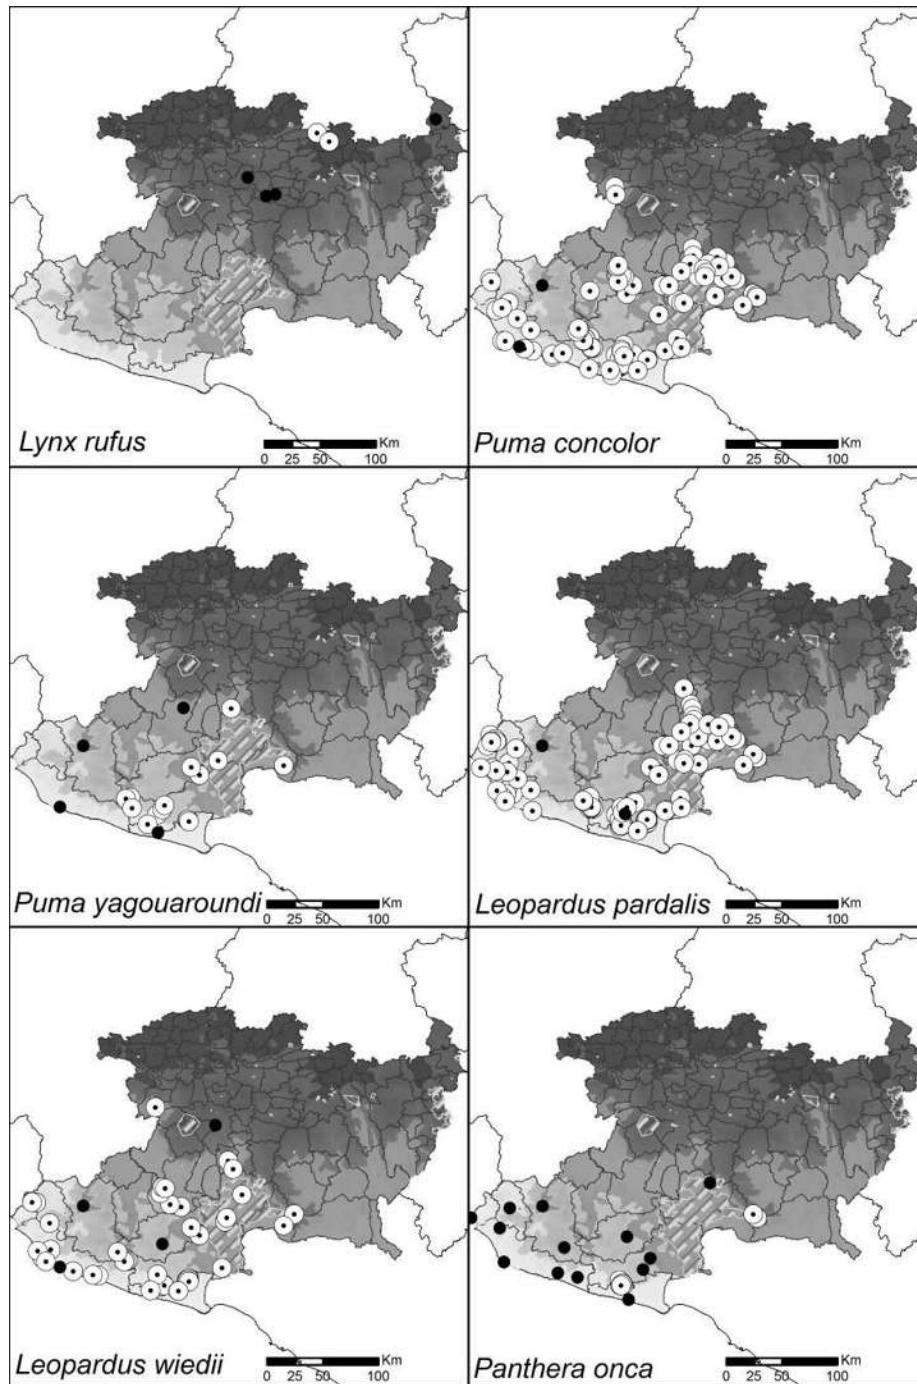 Lynx rufus
Km
0 25 50 100
Puma concolor
Km
0 25 50 100
Puma yagouaroundi
Km
0 25 50 100
Leopardus pardalis
Km
0 25 50 100
Leopardus wiedii
Km
0 25 50 100
Panthera onca
Km
0 25 50 100